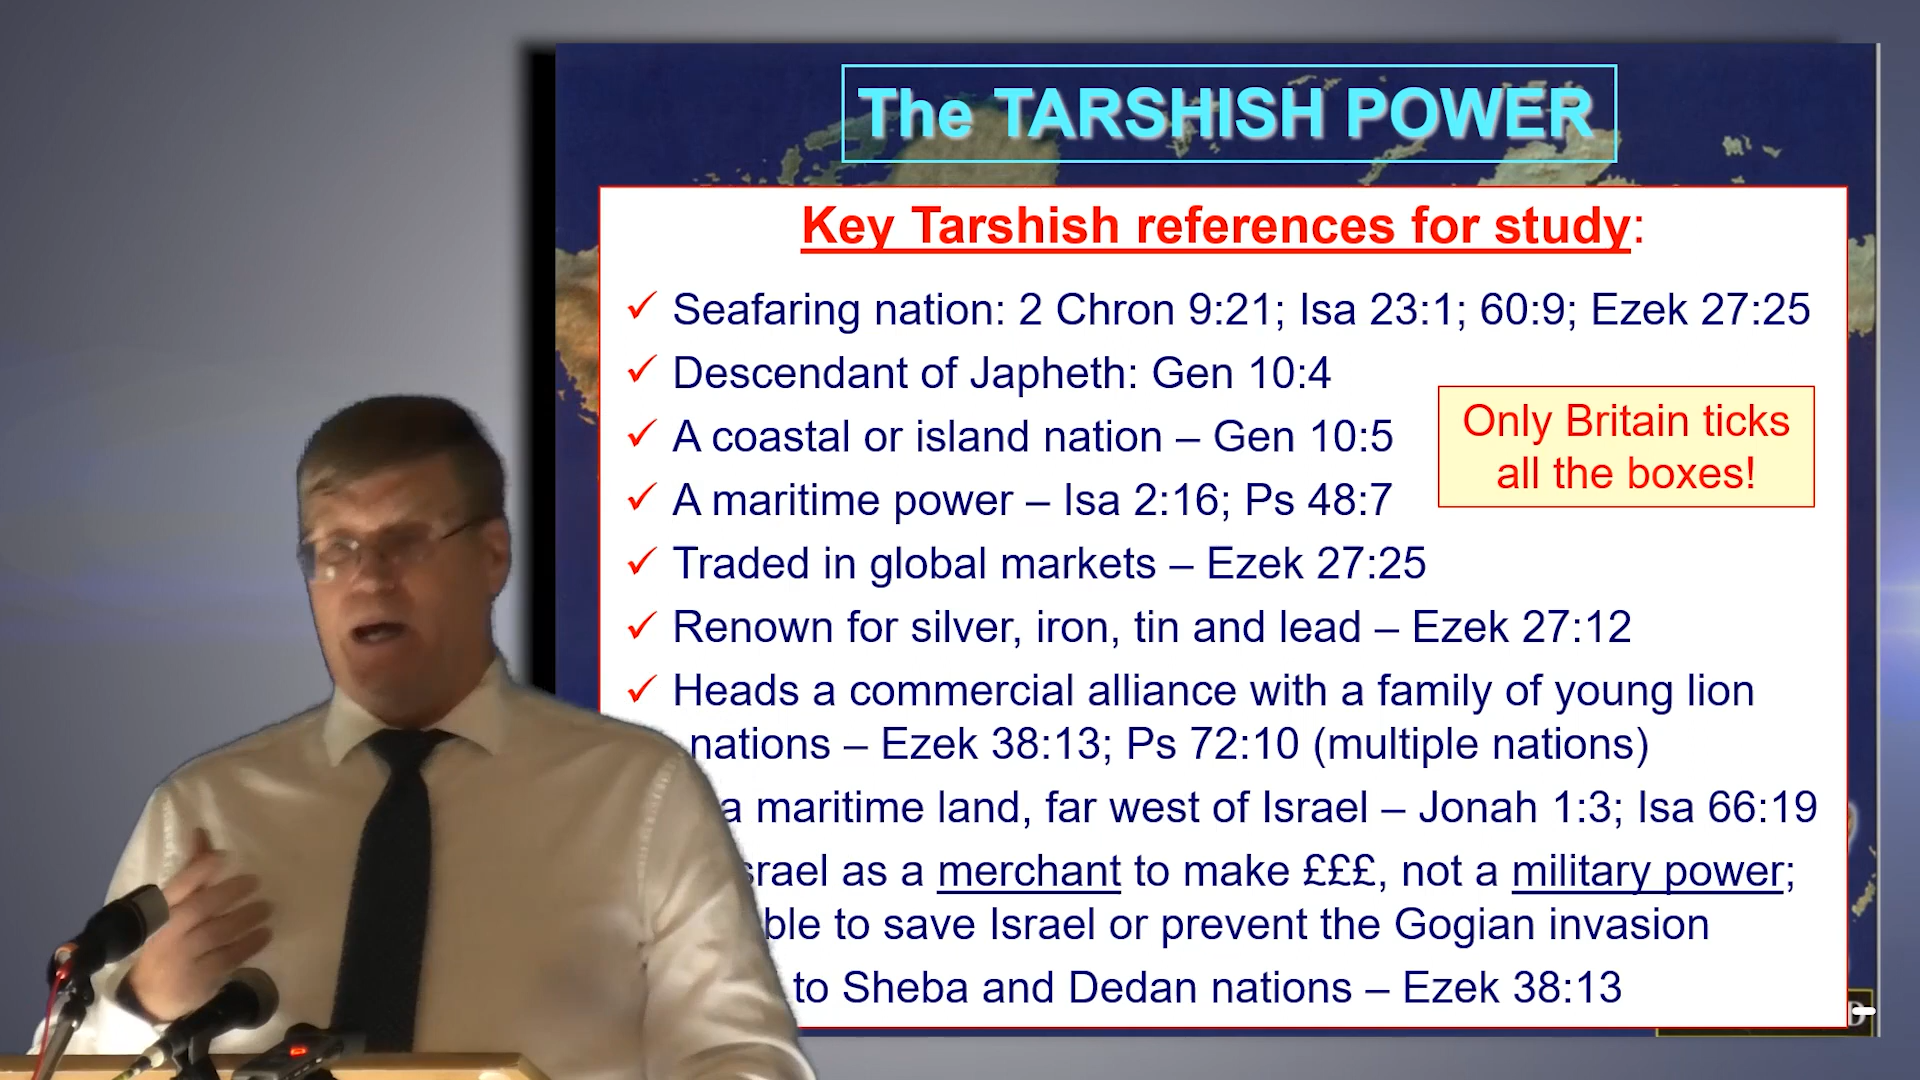 The TARSHISH POWER
Key Tarshish references for study:
✓ Seafaring nation: 2 Chron 9:21; Isa 23:1; 60:9; Ezek 27:25
✓ Descendant of Japheth: Gen 10:4
✓ A coastal or island nation – Gen 10:5
Only Britain ticks
all the boxes!
✓ A maritime power – Isa 2:16; Ps 48:7
✓ Traded in global markets – Ezek 27:25
✓ Renown for silver, iron, tin and lead – Ezek 27:12
✓ Heads a commercial alliance with a family of young lion
nations – Ezek 38:13; Ps 72:10 (multiple nations)
a maritime land, far west of Israel – Jonah 1:3; Isa 66:19
as a merchant to make £££, not a military power;
to save Israel or prevent the Gogian invasion
to Sheba and Dedan nations – Ezek 38:13